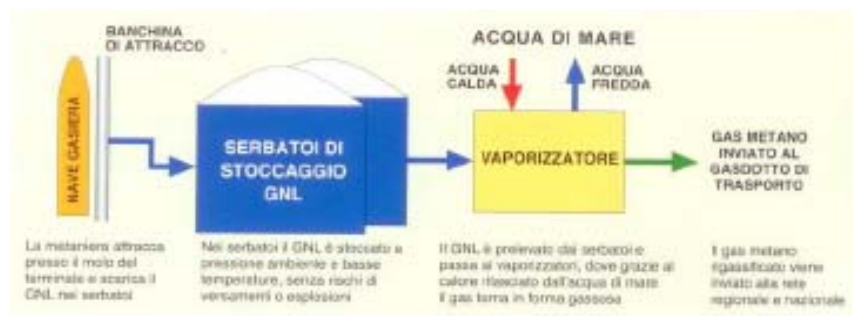 BANCHINA
DI ATTRACCO
NAVE GASIERA
SERBATOI DI
STOCCAGGIO
GNL
ACQUA DI MARE
ACQUA
CALDA
ACQUA
FREDDA
VAPORIZZATORE
GAS METANO
INVIATO AL
GASDOTTO DI
TRASPORTO
La metaniera attracca
presso il molo del
terminale e scarica il
GNL nei serbatoi
Nei serbatoi il GNL è stoccato a
pressione ambiente e basse
temperature, senza rischi di
versamenti o esplosioni
Il GNL è prelevato dai serbatoi e
passa ai vaporizzatori, dove grazie al
calore rilasciato dall'acqua di mare
il gas torna in forma gassosa
Il gas metano
rigassificato viene
inviato alla rete
regionale e nazionale